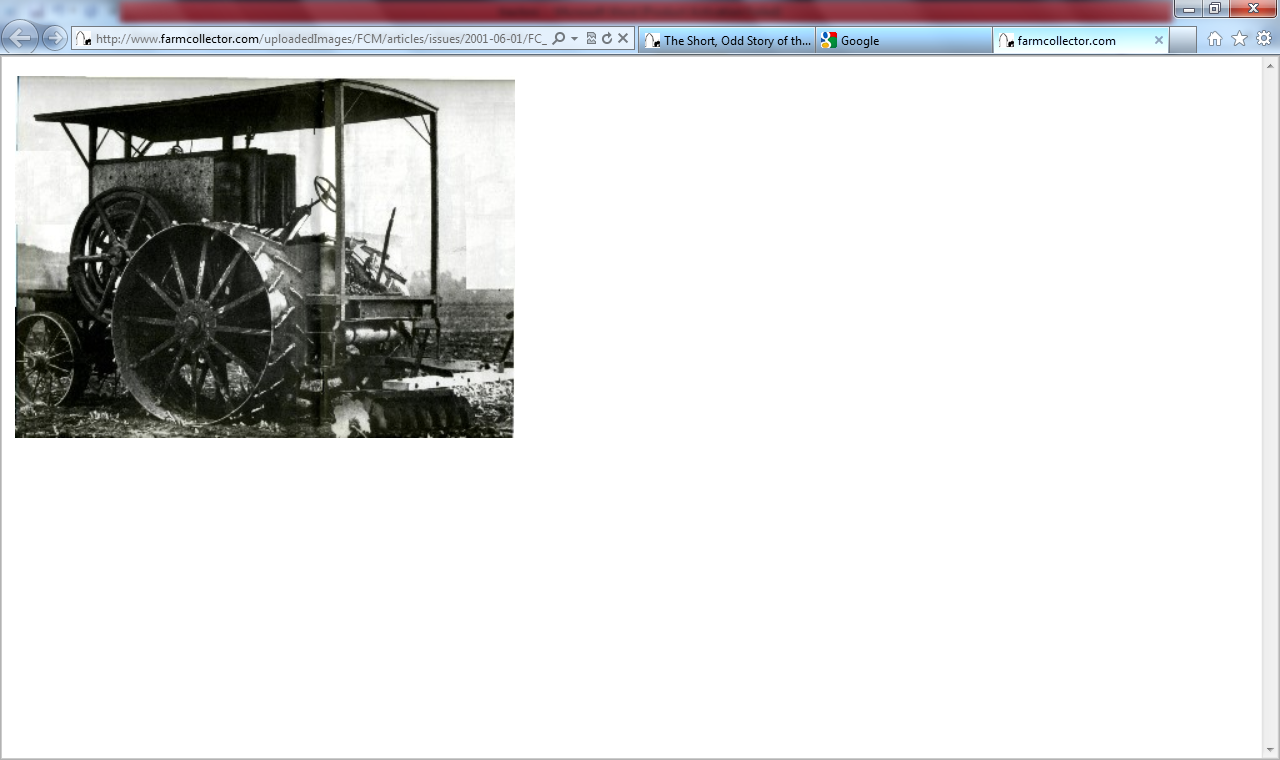 http://www.farmcollector.com/uploadedImages/FCM/articles/issues/2001-06-01/FC_
The Short, Odd Story of th...
Google
farmcollector.com